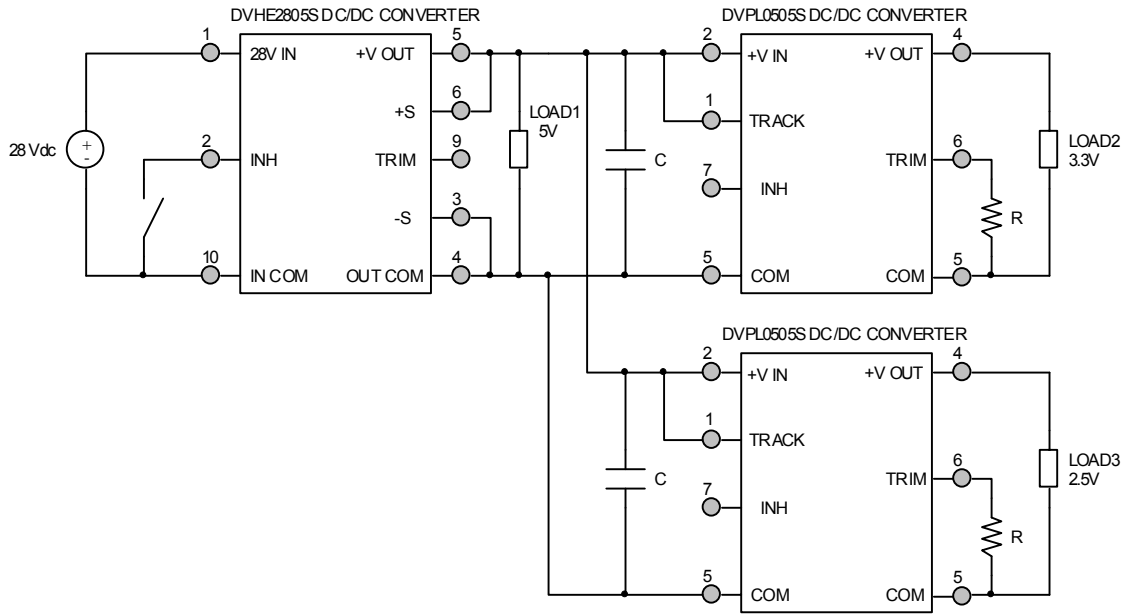 DVHE2805S DC/DC CONVERTER
1
28V IN
+V OUT
5
+S
6
28 Vdc
+
-
2
INH
TRIM
9
-S
3
10
IN COM
OUT COM
4
LOAD1
5V
C
DVPL0505S DC/DC CONVERTER
2
+V IN
+V OUT
4
1
TRACK
TRIM
6
7
INH
R
5
COM
COM
5
LOAD2
3.3V
DVPL0505S DC/DC CONVERTER
2
+V IN
+V OUT
4
1
TRACK
C
TRIM
6
7
INH
R
5
COM
COM
5
LOAD3
2.5V